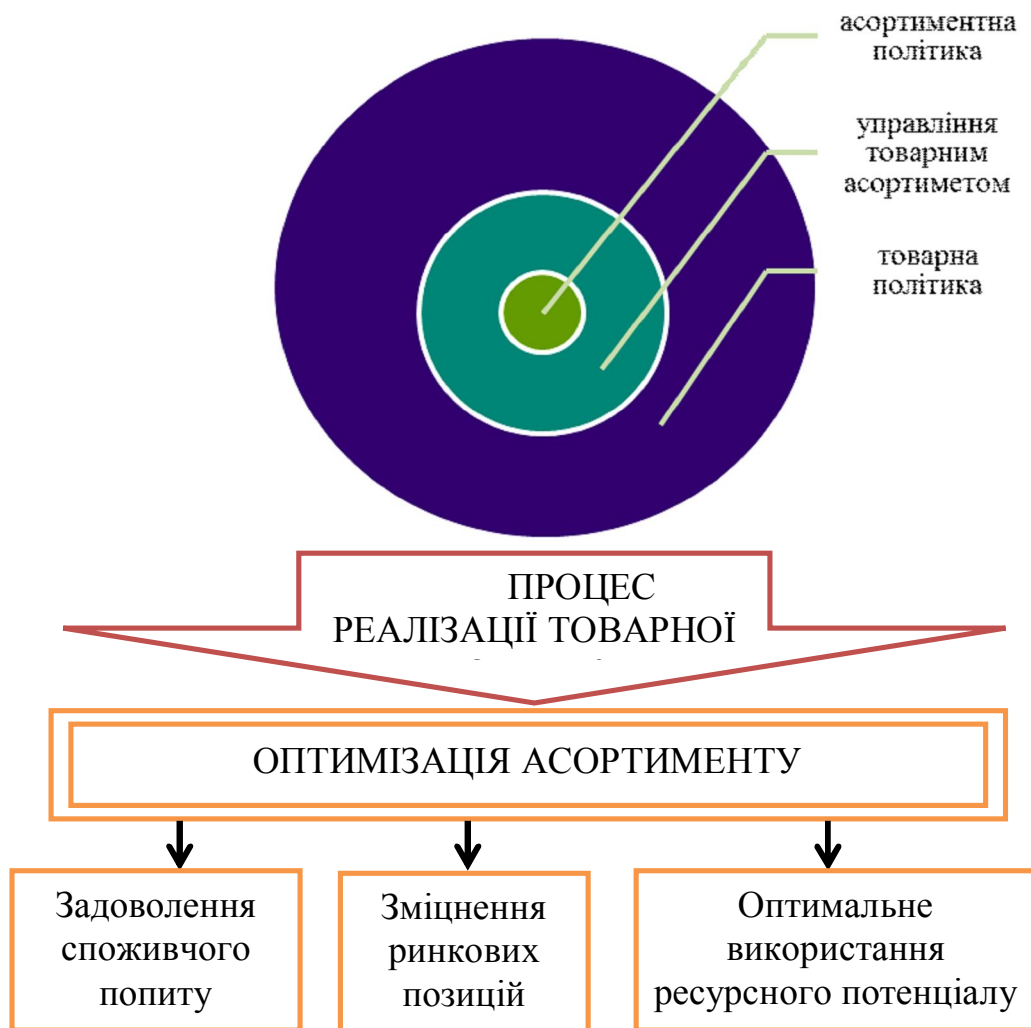 асортиментна
політика
управління
товарним
асортиметом
товарна
політика
ПРОЦЕС
РЕАЛІЗАЦІЇ ТОВАРНОЇ
ОПТИМІЗАЦІЯ АСОРТИМЕНТУ
Задоволення
споживчого
попиту
Зміцнення
ринкових
позицій
Оптимальне
використання
ресурсного потенціалу